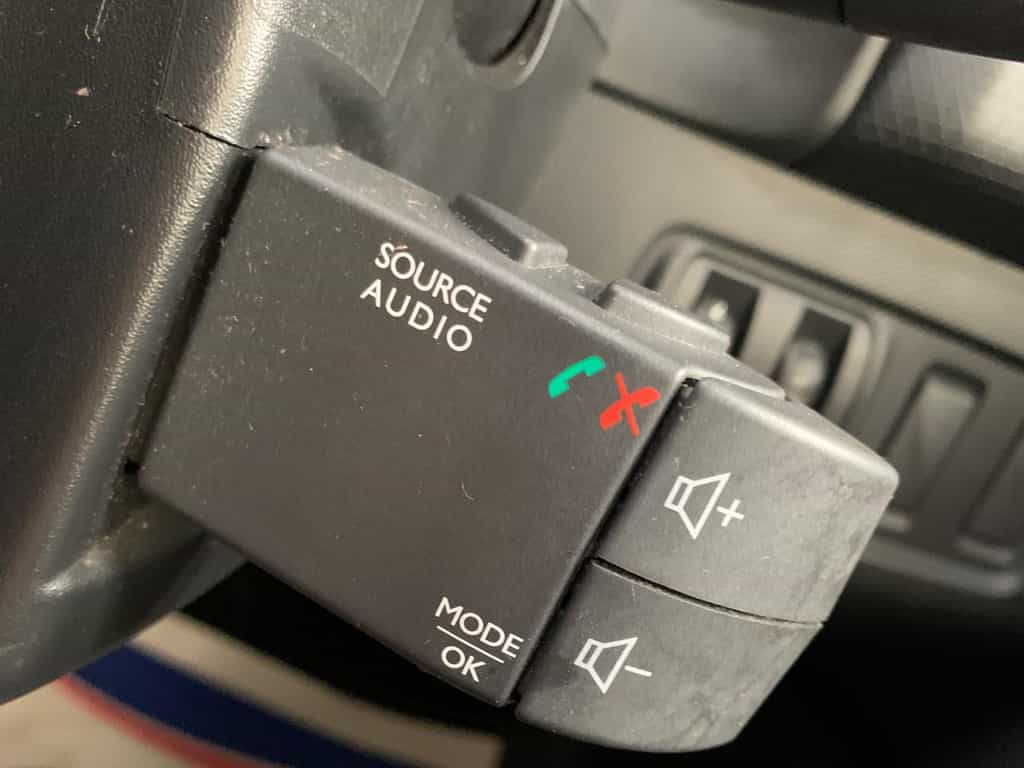 SOURCE
AUDIO
+
MODE
OK
-